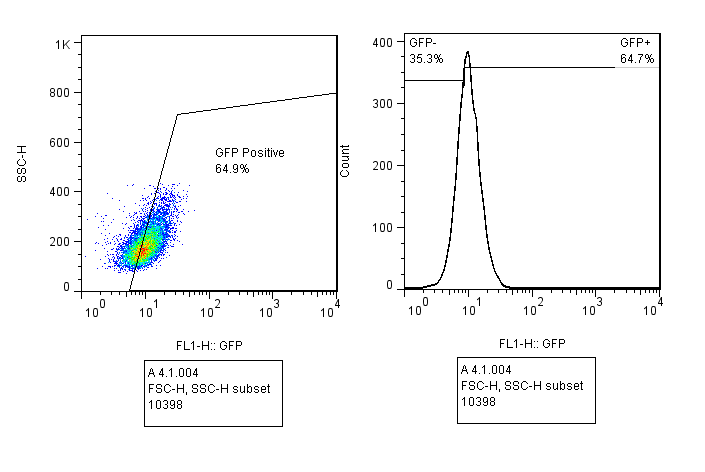 1K
800
600
400
200
0
SSC-H
GFP Positive
64.9%
10^0
10^1
10^2
10^3
10^4
FL1-H:: GFP
A 4.1.004
FSC-H, SSC-H subset
10398
400
300
200
100
0
Count
GFP-
35.3%
GFP+
64.7%
10^0
10^1
10^2
10^3
10^4
FL1-H:: GFP
A 4.1.004
FSC-H, SSC-H subset
10398